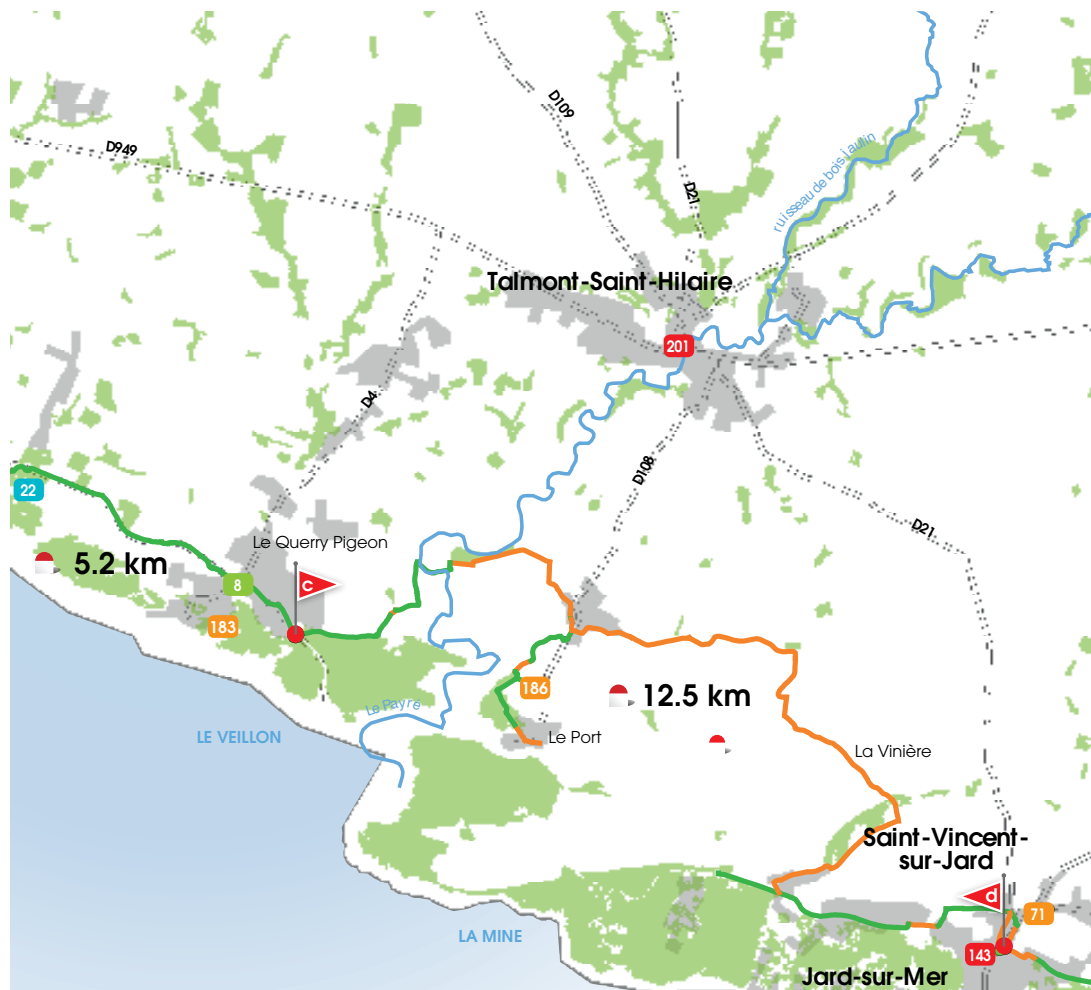 D109
D949
ruisseau de bois jaulin
D21
Talmont-Saint-Hilaire
201
D4
D108
22
D21
Le Querry Pigeon
5.2 km
8
c
183
186
12.5 km
Le Payré
LE VEILLON
Le Port
La Vinière
Saint-Vincent-
sur-Jard
d
71
LA MINE
143
Jard-sur-Mer